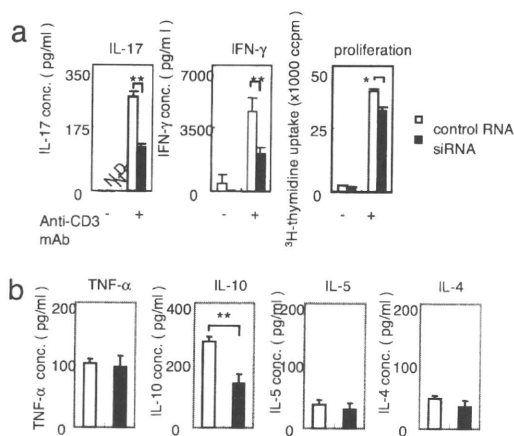 a
IL-17
IL-17 conc. ( pg/ml )
350
175
0
N.D.
N.D.
**
IFN-γ
IFN-γ conc. ( pg/ml )
7000
3500
0
**
proliferation
³H-thymidine uptake (x1000 ccpm)
50
25
0
*
control RNA
siRNA
Anti-CD3 mAb
- +
- +
- +
b
TNF-α
TNF-α conc. ( pg/ml )
200
100
0
IL-10
IL-10 conc. ( pg/ml )
400
200
0
**
IL-5
IL-5 conc. ( pg/ml )
200
100
0
IL-4
IL-4 conc. ( pg/ml )
200
100
0